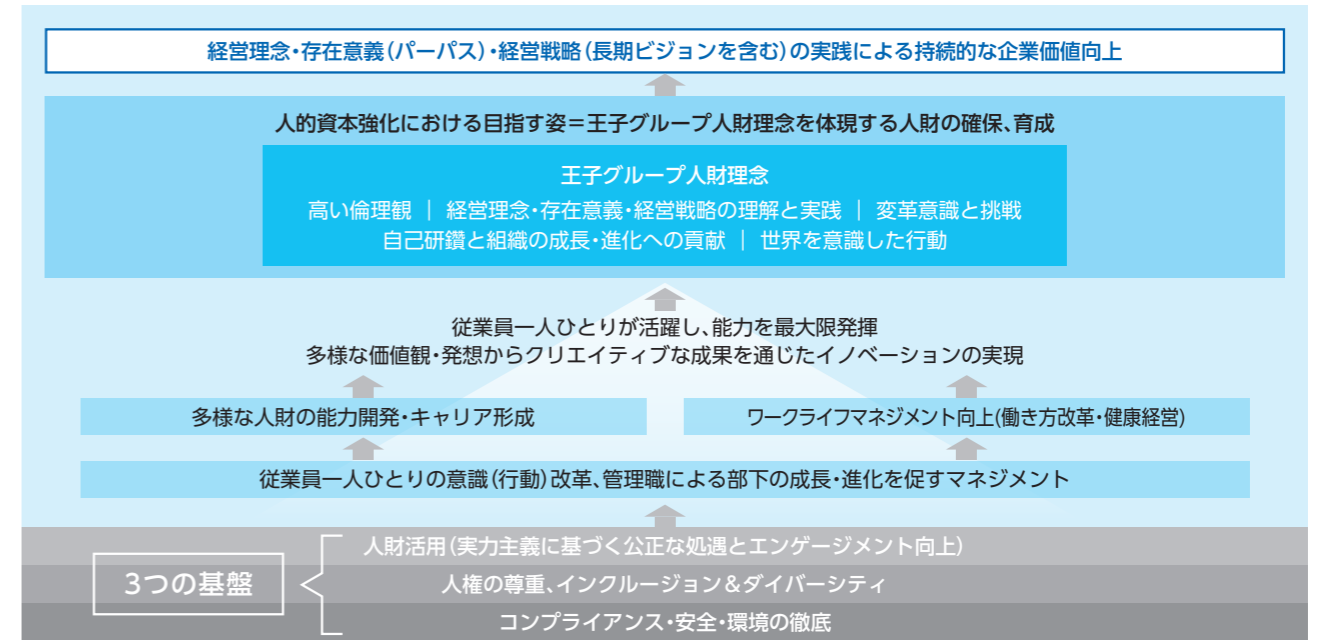 経営理念・存在意義(パーパス)・経営戦略(長期ビジョンを含む)の実践による持続的な企業価値向上
人的資本強化における目指す姿＝王子グループ人財理念を体現する人財の確保、育成
王子グループ人財理念
高い倫理観 ｜ 経営理念・存在意義・経営戦略の理解と実践 ｜ 変革意識と挑戦
自己研鑽と組織の成長・進化への貢献 ｜ 世界を意識した行動
従業員一人ひとりが活躍し、能力を最大限発揮
多様な価値観・発想からクリエイティブな成果を通じたイノベーションの実現
多様な人財の能力開発・キャリア形成
ワークライフマネジメント向上(働き方改革・健康経営)
従業員一人ひとりの意識(行動)改革、管理職による部下の成長・進化を促すマネジメント
3つの基盤
人財活用(実力主義に基づく公正な処遇とエンゲージメント向上)
人権の尊重、インクルージョン＆ダイバーシティ
コンプライアンス・安全・環境の徹底